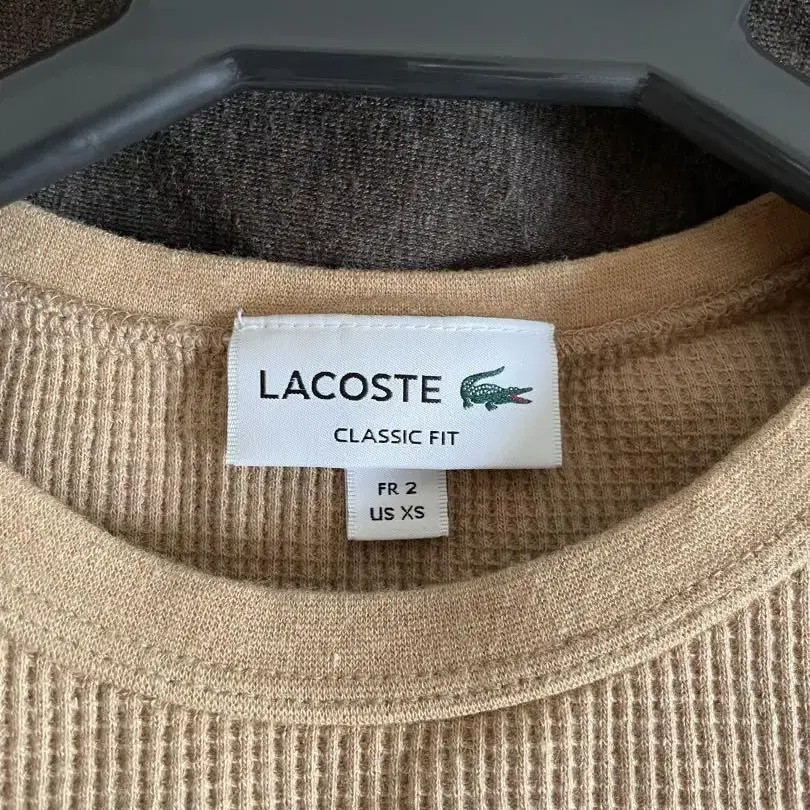 LACOSTE
CLASSIC FIT
FR 2
US XS